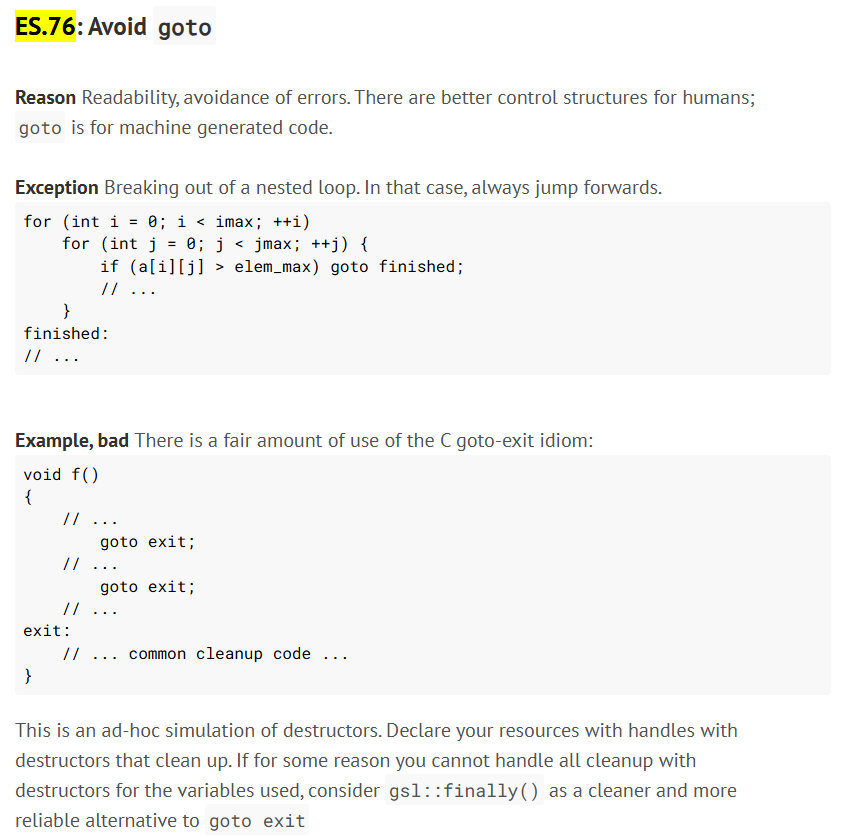 ES.76: Avoid goto
Reason Readability, avoidance of errors. There are better control structures for humans;
goto is for machine generated code.
Exception Breaking out of a nested loop. In that case, always jump forwards.
for (int i = 0; i < imax; ++i)
    for (int j = 0; j < jmax; ++j) {
        if (a[i][j] > elem_max) goto finished;
        // ...
    }
finished:
// ...
Example, bad There is a fair amount of use of the C goto-exit idiom:
void f()
{
    // ...
        goto exit;
    // ...
        goto exit;
    // ...
exit:
    // ... common cleanup code ...
}
This is an ad-hoc simulation of destructors. Declare your resources with handles with
destructors that clean up. If for some reason you cannot handle all cleanup with
destructors for the variables used, consider gsl::finally() as a cleaner and more
reliable alternative to goto exit